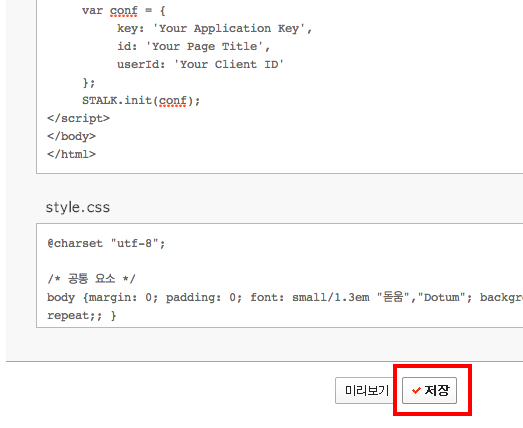 var conf = {
key: 'Your Application Key',
id: 'Your Page Title',
userId: 'Your Client ID'
};
STALK.init(conf);
</script>
</body>
</html>
style.css
@charset "utf-8";
/* 공통 요소 */
body {margin: 0; padding: 0; font: small/1.3em "돋움","Dotum"; backgr
repeat;; }
미리보기
저장